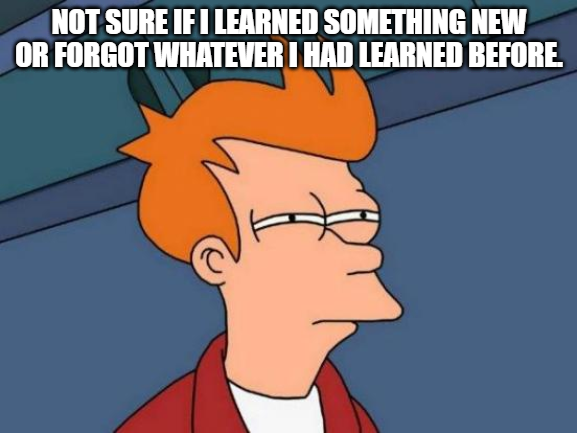 NOT SURE IF I LEARNED SOMETHING NEW
OR FORGOT WHATEVER I HAD LEARNED BEFORE.